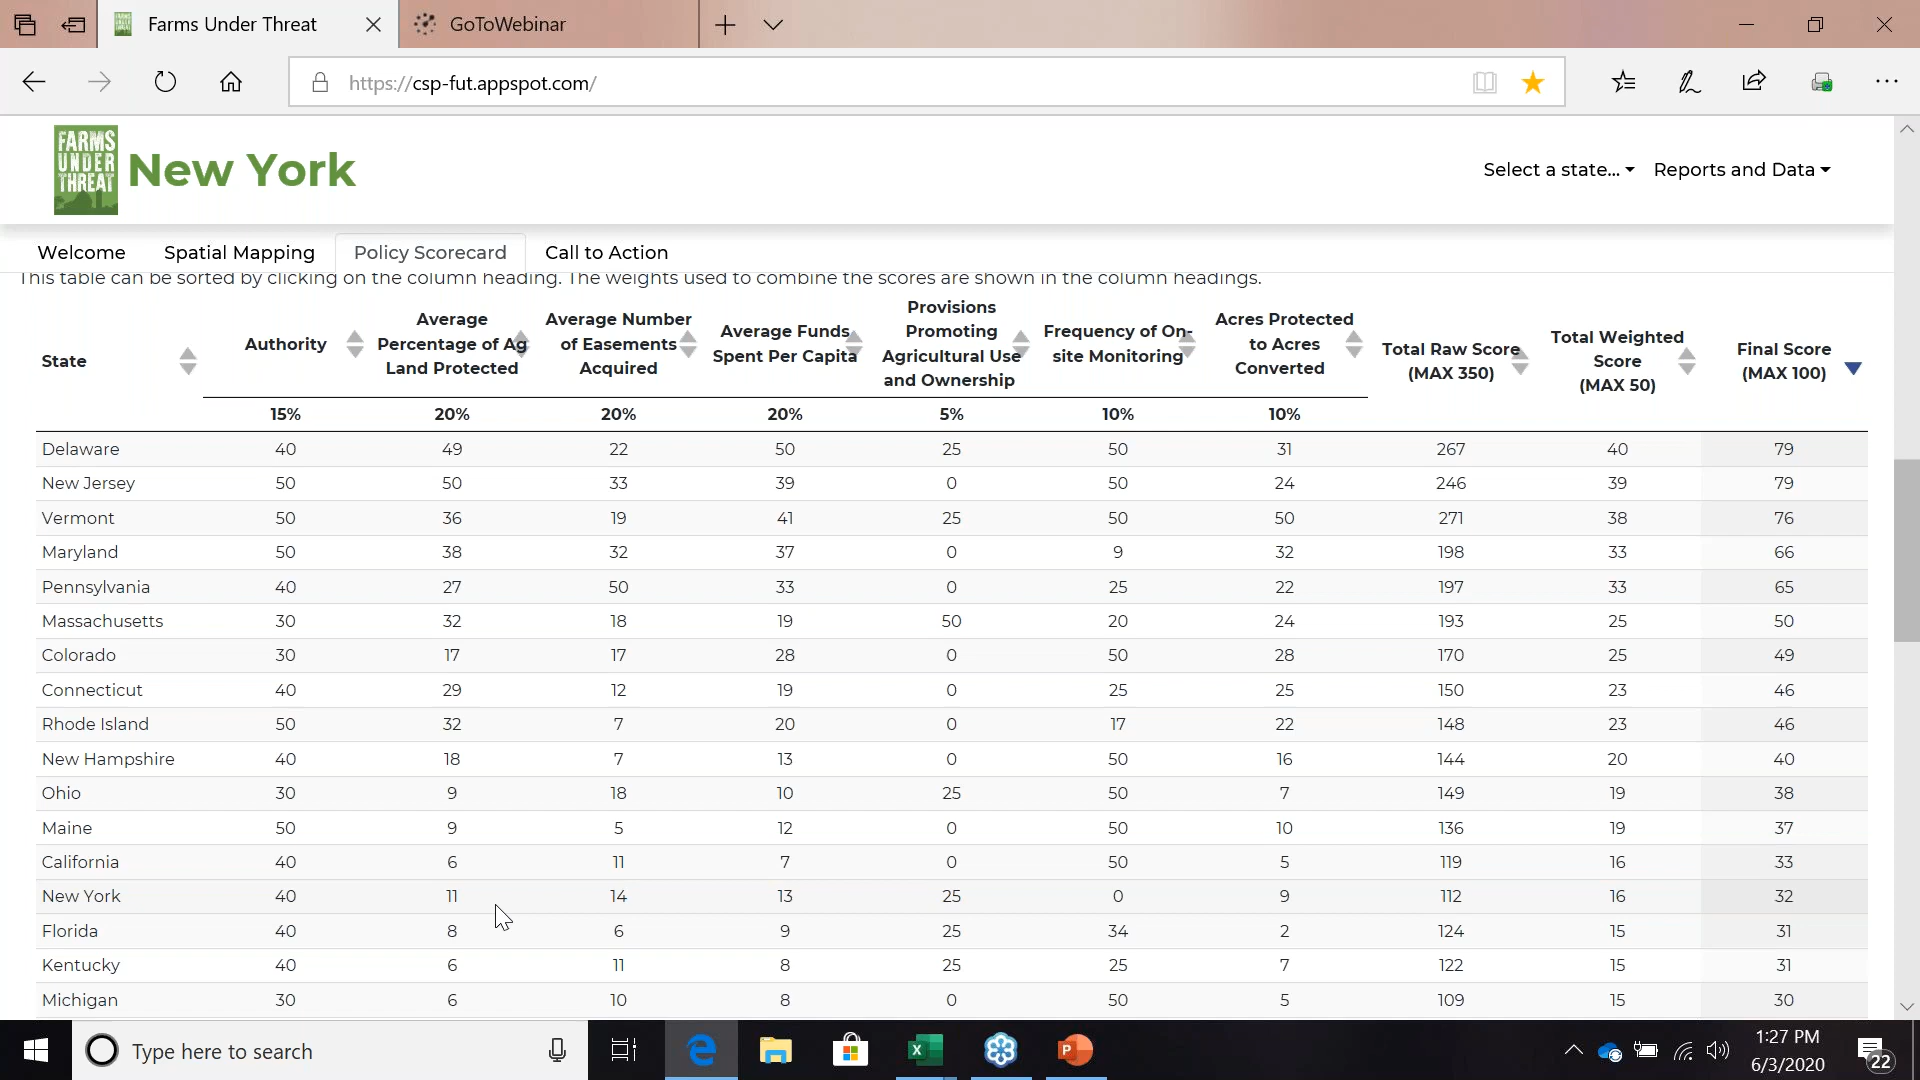 Farms Under Threat
GoToWebinar
https://csp-fut.appspot.com/
FARMS
UNDER
THREAT
New York
Select a state...
Reports and Data
Welcome
Spatial Mapping
Policy Scorecard
Call to Action
This table can be sorted by clicking on the column heading. The weights used to combine the scores are shown in the column headings.
State
Authority
Average
Percentage of Ag
Land Protected
Average Number
of Easements
Acquired
Average Funds
Spent Per Capita
Provisions
Promoting
Agricultural Use
and Ownership
Frequency of On-
site Monitoring
Acres Protected
to Acres
Converted
Total Raw Score
(MAX 350)
Total Weighted
Score
(MAX 50)
Final Score
(MAX 100)
15% 20% 20% 20% 5% 10% 10%
Delaware 40 49 22 50 25 50 31 267 40 79
New Jersey 50 50 33 39 0 50 24 246 39 79
Vermont 50 36 19 41 25 50 50 271 38 76
Maryland 50 38 32 37 0 9 32 198 33 66
Pennsylvania 40 27 50 33 0 25 22 197 33 65
Massachusetts 30 32 18 19 50 20 24 193 25 50
Colorado 30 17 17 28 0 50 28 170 25 49
Connecticut 40 29 12 19 0 25 25 150 23 46
Rhode Island 50 32 7 20 0 17 22 148 23 46
New Hampshire 40 18 7 13 0 50 16 144 20 40
Ohio 30 9 18 10 25 50 7 149 19 38
Maine 50 9 5 12 0 50 10 136 19 37
California 40 6 11 7 0 50 5 119 16 33
New York 40 11 14 13 25 0 9 112 16 32
Florida 40 8 6 9 25 34 2 124 15 31
Kentucky 40 6 11 8 25 25 7 122 15 31
Michigan 30 6 10 8 0 50 5 109 15 30
Type here to search
1:27 PM
6/3/2020
22